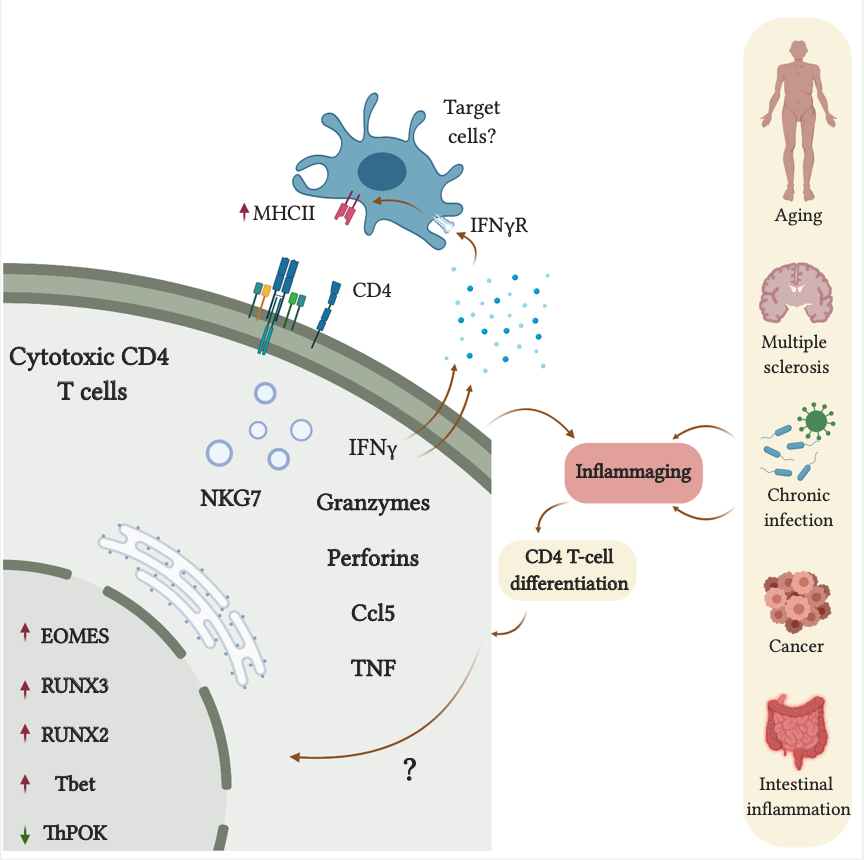 Target
cells?
MHCII
IFNγR
CD4
Cytotoxic CD4
T cells
NKG7
IFNγ
Granzymes
Perforins
Ccl5
TNF
EOMES
RUNX3
RUNX2
Tbet
ThPOK
?
Inflammaging
CD4 T-cell
differentiation
Aging
Multiple
sclerosis
Chronic
infection
Cancer
Intestinal
inflammation